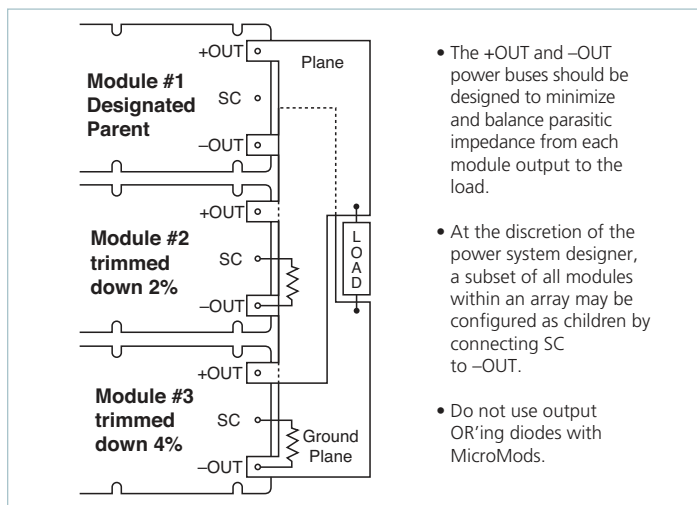 +OUT
Plane
Module #1
Designated
Parent
SC
–OUT
+OUT
Module #2
trimmed
down 2%
SC
–OUT
L
O
A
D
+OUT
Module #3
trimmed
down 4%
SC
Ground
Plane
–OUT
• The +OUT and –OUT
power buses should be
designed to minimize
and balance parasitic
impedance from each
module output to the
load.
• At the discretion of the
power system designer,
a subset of all modules
within an array may be
configured as children by
connecting SC
to –OUT.
• Do not use output
OR’ing diodes with
MicroMods.